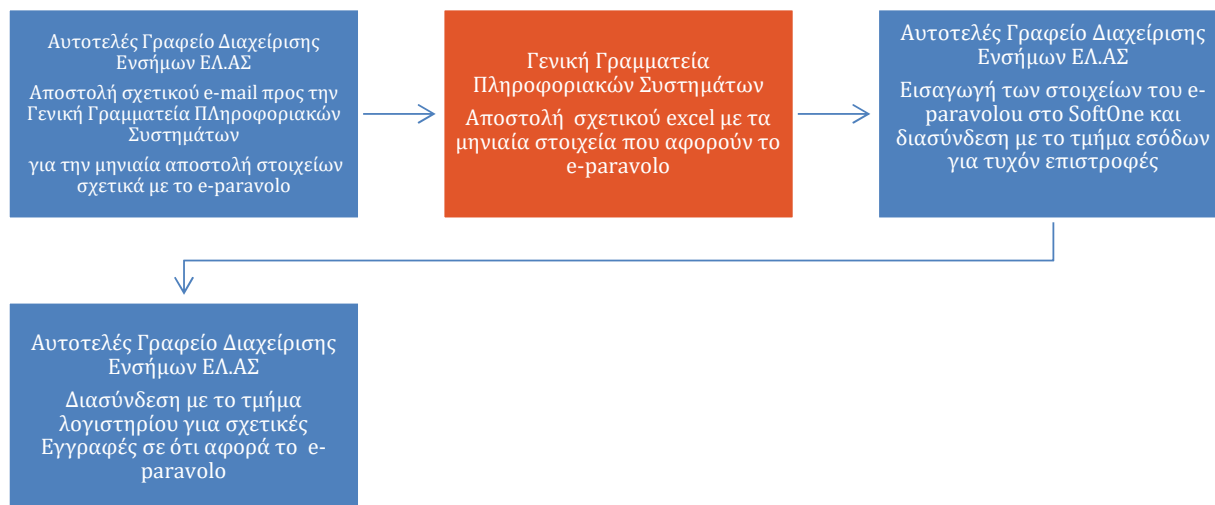 Αυτοτελές Γραφείο Διαχείρισης
Ενσήμων ΕΛ.ΑΣ
Αποστολή σχετικού e-mail προς την
Γενική Γραμματεία ΠΛηροφοριακών
Συστημάτων
για την μηνιαία αποστολή στοιχείων
σχετικά με το e-paravolo
Γενική Γραμματεία
Πληροφοριακών Συστημάτων
Αποστολή σχετικού excel με τα
μηνιαία στοιχεία που αφορούν το
e-paravolo
Αυτοτελές Γραφείο Διαχείρισης
Ενσήμων ΕΛ.ΑΣ
Εισαγωγή των στοιχείων του e-
paravolou στο SoftOne και
διασύνδεση με το τμήμα εσόδων
για τυχόν επιστροφές
Αυτοτελές Γραφείο Διαχείρισης
Ενσήμων ΕΛ.ΑΣ
Διασύνδεση με το τμήμα
λογιστηρίου γιια σχετικές
Εγγραφές σε ότι αφορά το e-
paravolo